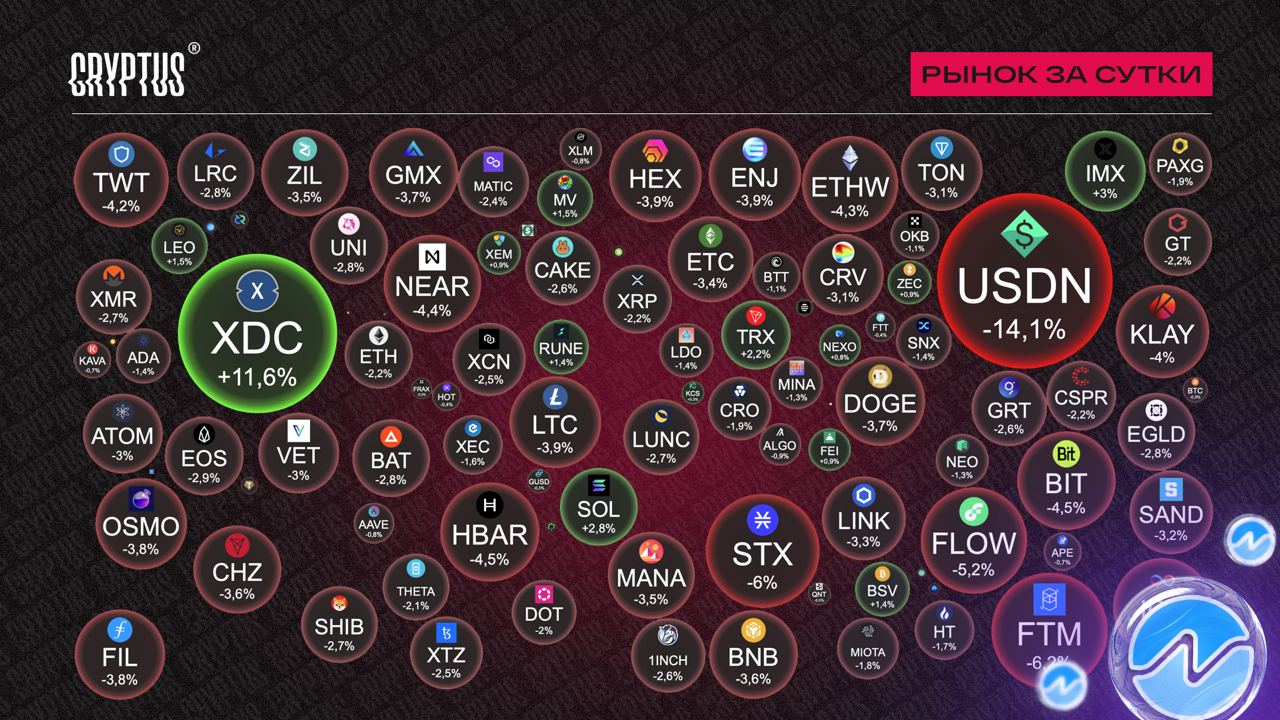 CRYPTUS®
РЫНОК ЗА СУТКИ
TWT
-4,2%
LRC
-2,8%
ZIL
-3,5%
GMX
-3,7%
MATIC
-2,4%
XLM
-0,8%
MV
+1,5%
HEX
-3,9%
ENJ
-3,9%
ETHW
-4,3%
TON
-3,1%
IMX
+3%
PAXG
-1,9%
LEO
+1,5%
UNI
-2,8%
NEAR
-4,4%
XEM
+0,9%
CAKE
-2,6%
XRP
-2,2%
ETC
-3,4%
BTT
-1,1%
CRV
-3,1%
OKB
-1,1%
ZEC
+0,9%
USDN
-14,1%
GT
-2,2%
XMR
-2,7%
XDC
+11,6%
KAVA
-0,7%
ADA
-1,4%
ETH
-2,2%
XCN
-2,5%
RUNE
+1,4%
LDO
-1,4%
TRX
+2,2%
NEXO
+0,8%
FTT
-0,4%
SNX
-1,4%
KLAY
-4%
FRAX
HOT
-0,4%
KCS
+0,3%
MINA
-1,3%
DOGE
-3,7%
GRT
-2,6%
CSPR
-2,2%
BTC
-0,3%
ATOM
-3%
EOS
-2,9%
VET
-3%
BAT
-2,8%
XEC
-1,6%
LTC
-3,9%
LUNC
-2,7%
CRO
-1,9%
ALGO
-0,9%
FEI
+0,9%
NEO
-1,3%
BIT
Bit
-4,5%
EGLD
-2,8%
OSMO
-3,8%
CHZ
-3,6%
AAVE
-0,8%
HBAR
-4,5%
GUSD
-0,3%
SOL
+2,8%
MANA
-3,5%
STX
-6%
LINK
-3,3%
FLOW
-5,2%
APE
-0,7%
SAND
-3,2%
FIL
-3,8%
SHIB
-2,7%
THETA
-2,1%
XTZ
-2,5%
DOT
-2%
1INCH
-2,6%
BNB
-3,6%
QNT
-0,3%
BSV
+1,4%
MIOTA
-1,8%
HT
-1,7%
FTM